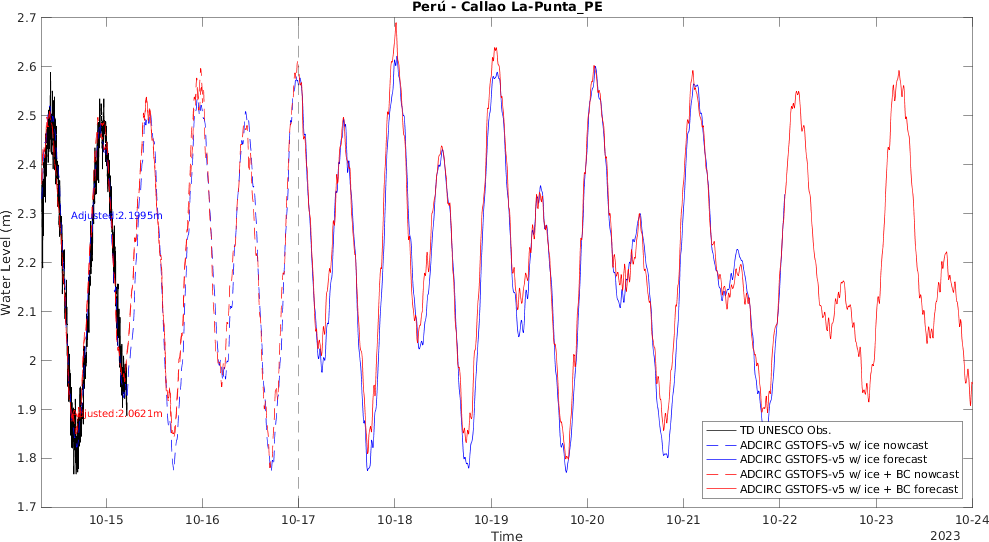 Perú - Callao La-Punta_PE
2.7
2.6
2.5
2.4
2.3
2.2
2.1
2
1.9
1.8
1.7
Water Level (m)
Adjusted:2.1995m
Adjusted:2.0621m
TD UNESCO Obs.
ADCIRC GSTOFS-v5 w/ ice nowcast
ADCIRC GSTOFS-v5 w/ ice forecast
ADCIRC GSTOFS-v5 w/ ice + BC nowcast
ADCIRC GSTOFS-v5 w/ ice + BC forecast
10-15 10-16 10-17 10-18 10-19 10-20 10-21 10-22 10-23 10-24
Time
2023